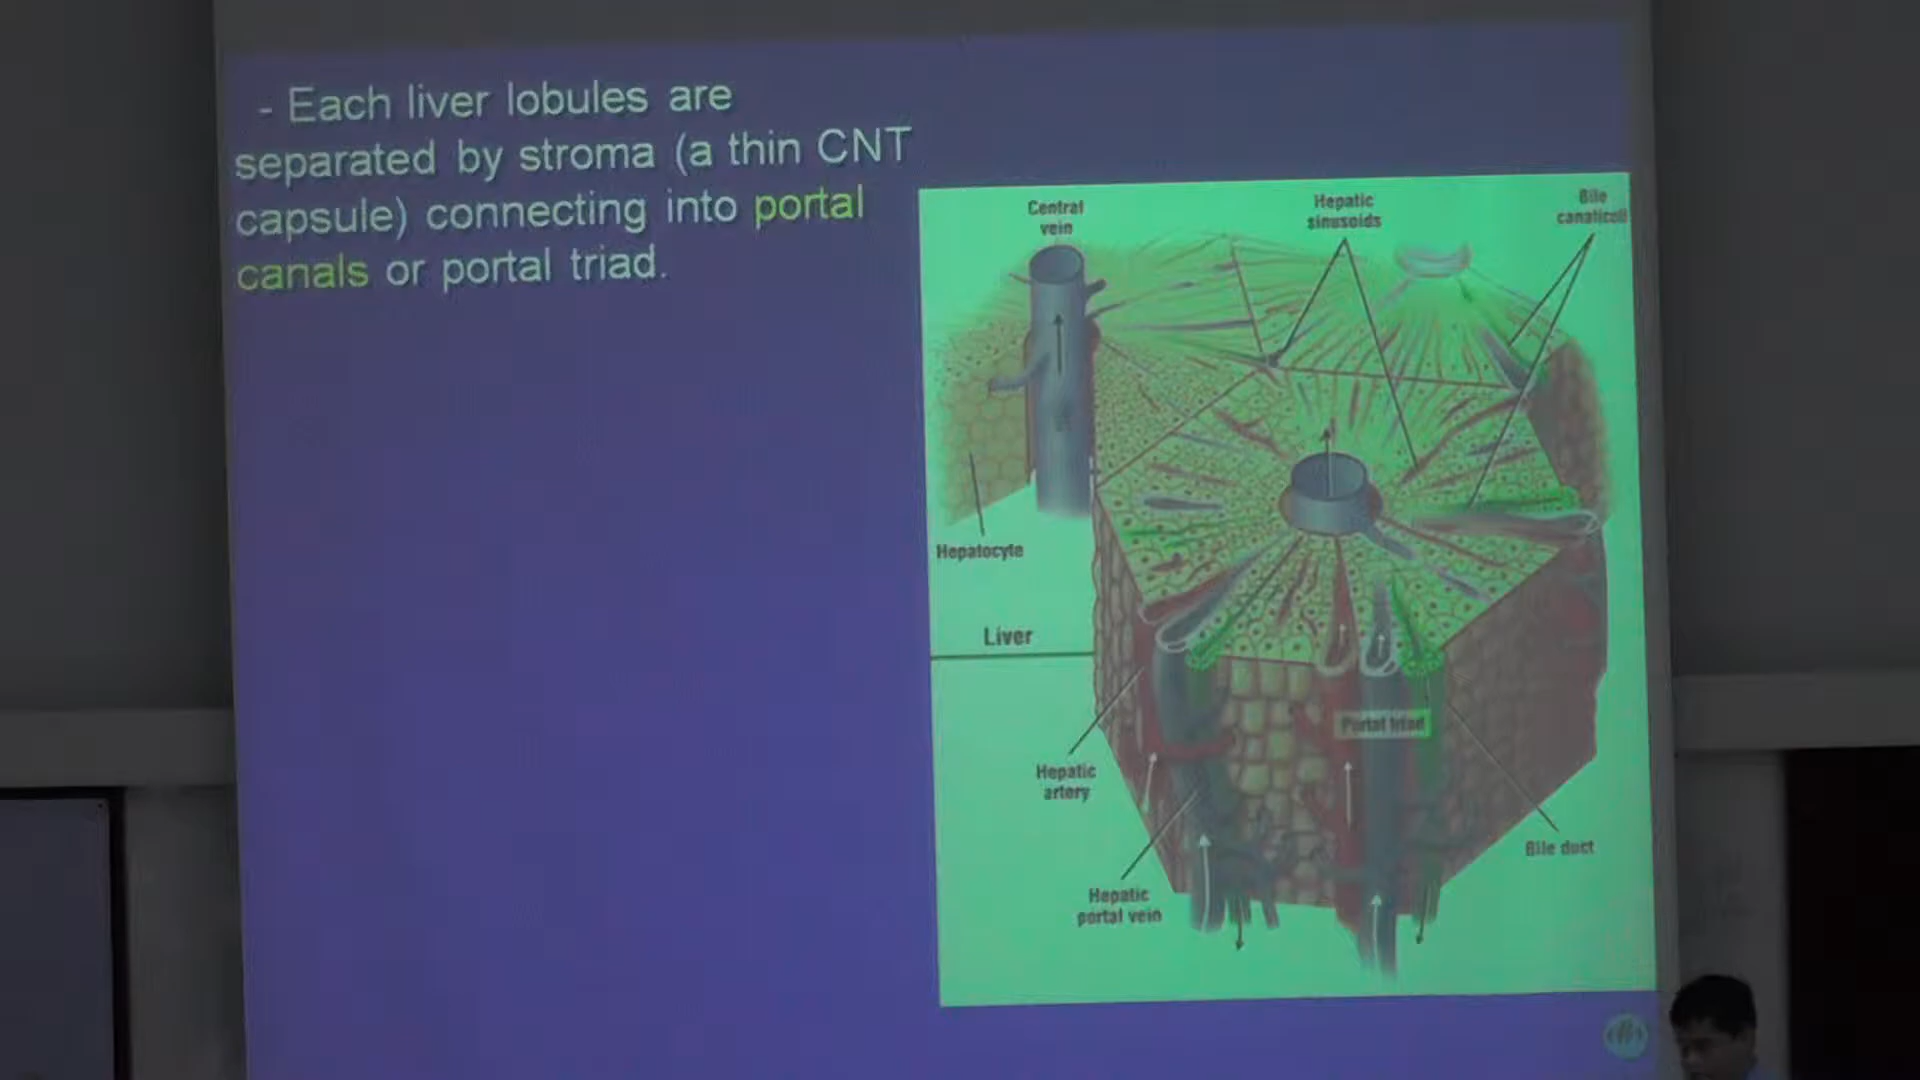 - Each liver lobules are
separated by stroma (a thin CNT
capsule) connecting into portal
canals or portal triad.
Central
vein
Hepatic
sinusoids
Bile
canaliculi
Hepatocyte
Liver
Portal triad
Hepatic
artery
Bile duct
Hepatic
portal vein